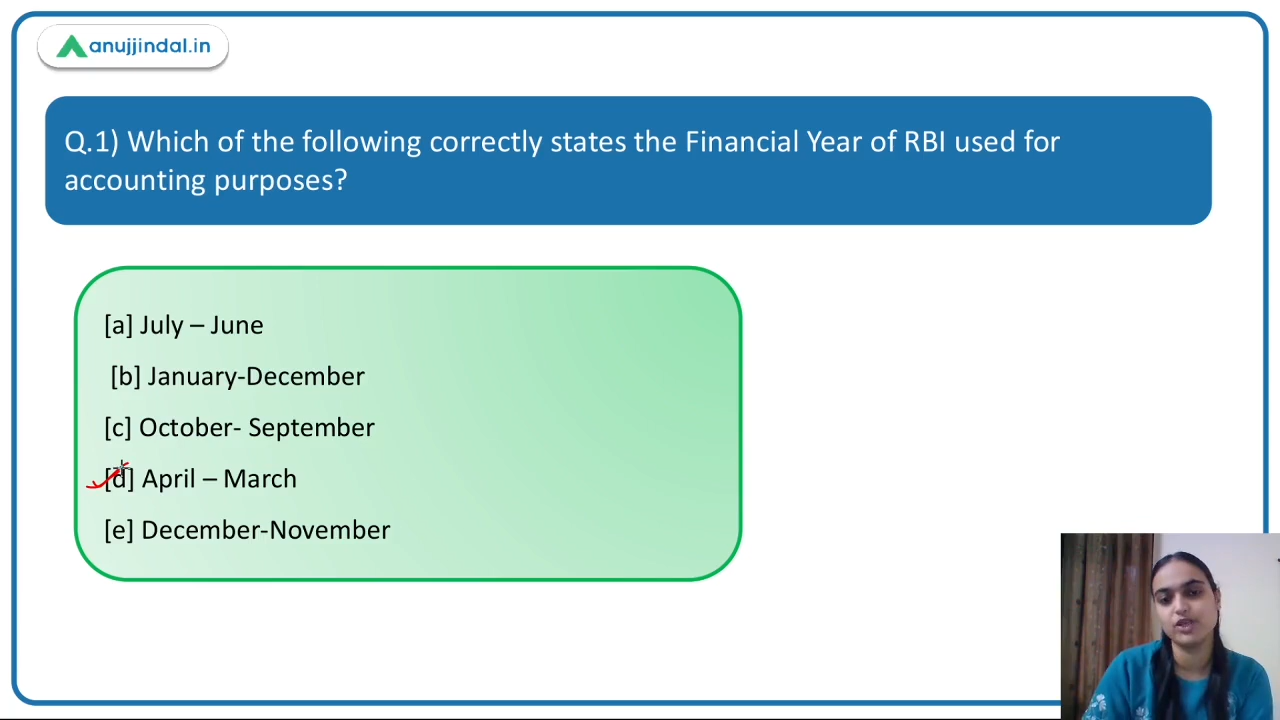 anujjindal.in
Q.1) Which of the following correctly states the Financial Year of RBI used for
accounting purposes?
[a] July – June
[b] January-December
[c] October- September
[d] April – March
[e] December-November